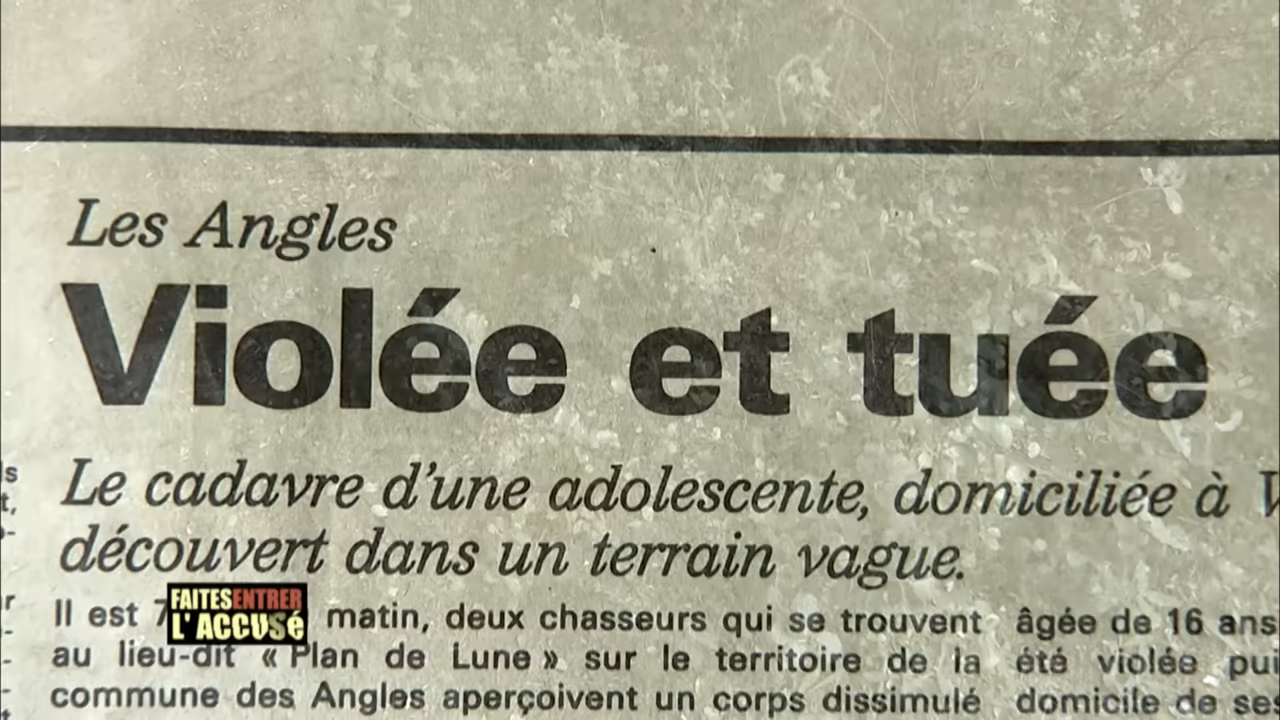 Les Angles
Violée et tuée
Le cadavre d'une adolescente, domiciliée à
découvert dans un terrain vague.
Il est 7 matin, deux chasseurs qui se trouvent
au lieu-dit « Plan de Lune » sur le territoire de la
commune des Angles aperçoivent un corps dissimulé
âgée de 16 ans
été violée
domicile de ses
FAITES ENTRER
L'ACCUSé